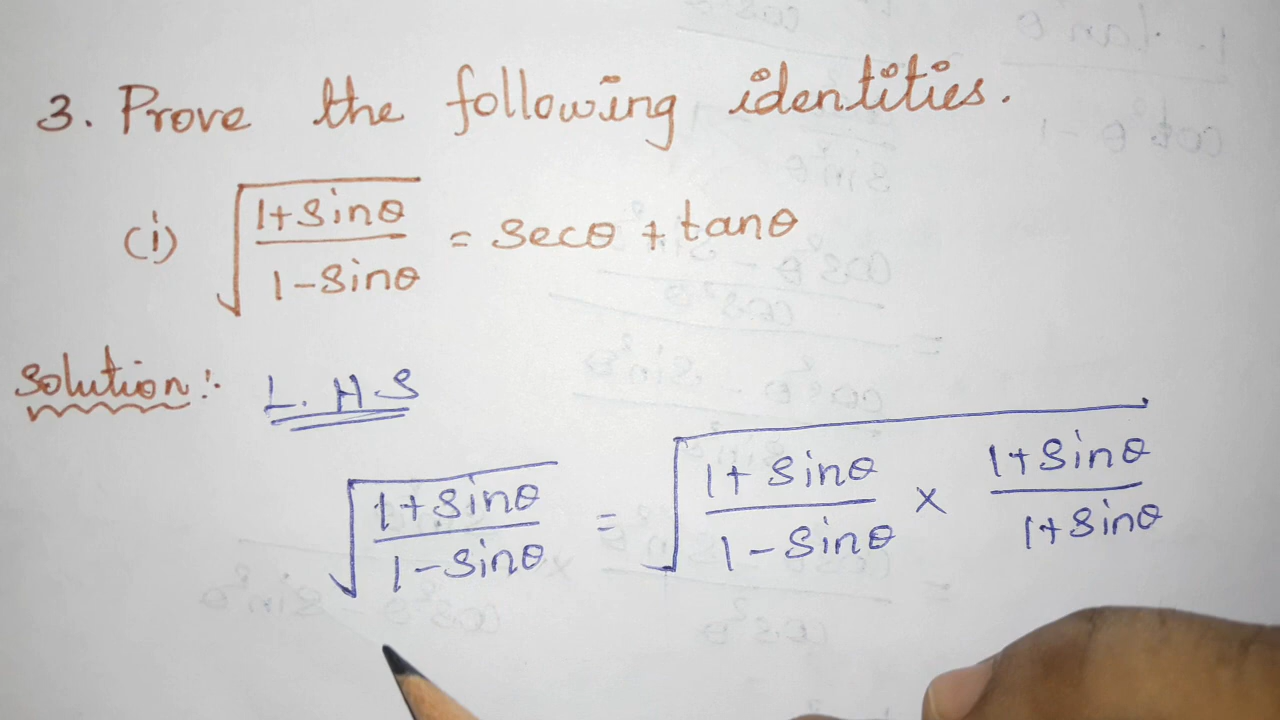 3. Prove the following identities.
(i) √(1+sinθ / 1-sinθ) = secθ + tanθ
Solution:- L.H.S
√(1+sinθ / 1-sinθ) = √(1+sinθ / 1-sinθ × 1+sinθ / 1+sinθ)